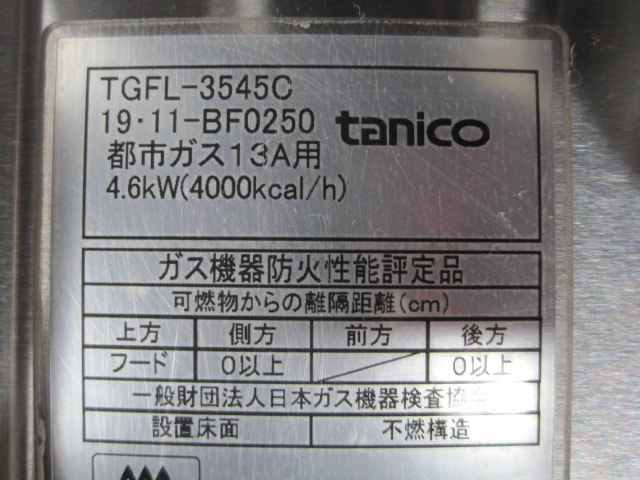 TGFL-3545C
19・11-BF0250 tanico
都市ガス13A用
4.6kW(4000kcal/h)
ガス機器防火性能評定品
可燃物からの離隔距離(cm)
上方 側方 前方 後方
フード 0以上 0以上
一般財団法人日本ガス機器検査協会
設置床面 不燃構造